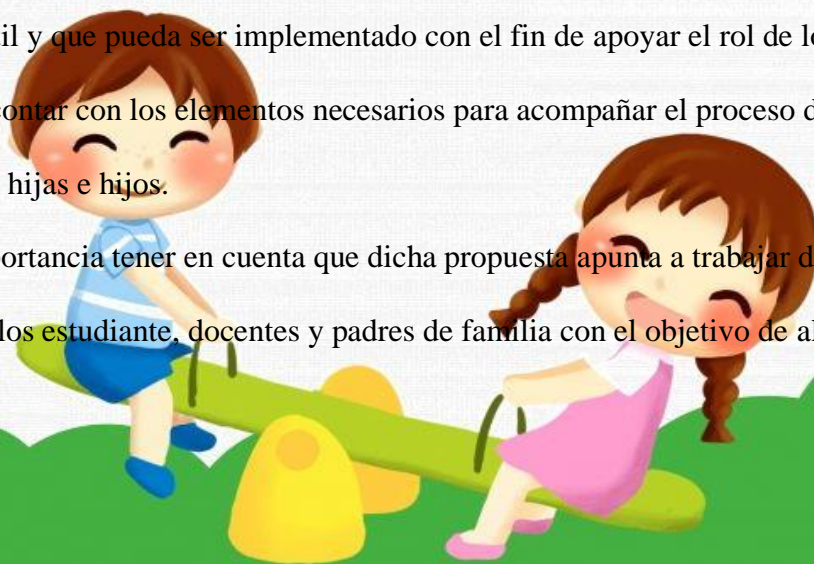 il y que pueda ser implementado con el fin de apoyar el rol de l
contar con los elementos necesarios para acompañar el proceso d
hijas e hijos.
portancia tener en cuenta que dicha propuesta apunta a trabajar d
los estudiante, docentes y padres de familia con el objetivo de al